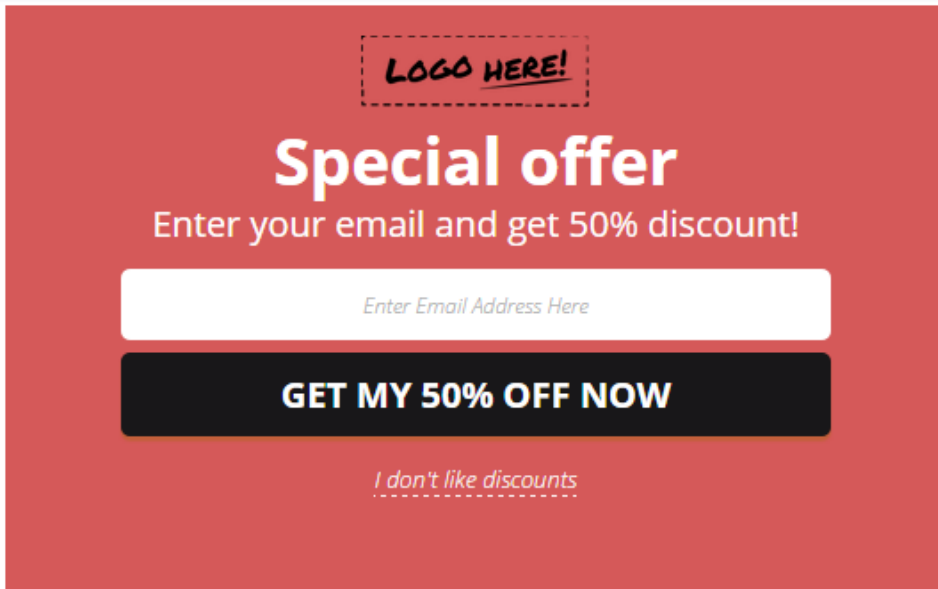 LOGO HERE!
Special offer
Enter your email and get 50% discount!
Enter Email Address Here
GET MY 50% OFF NOW
I don't like discounts